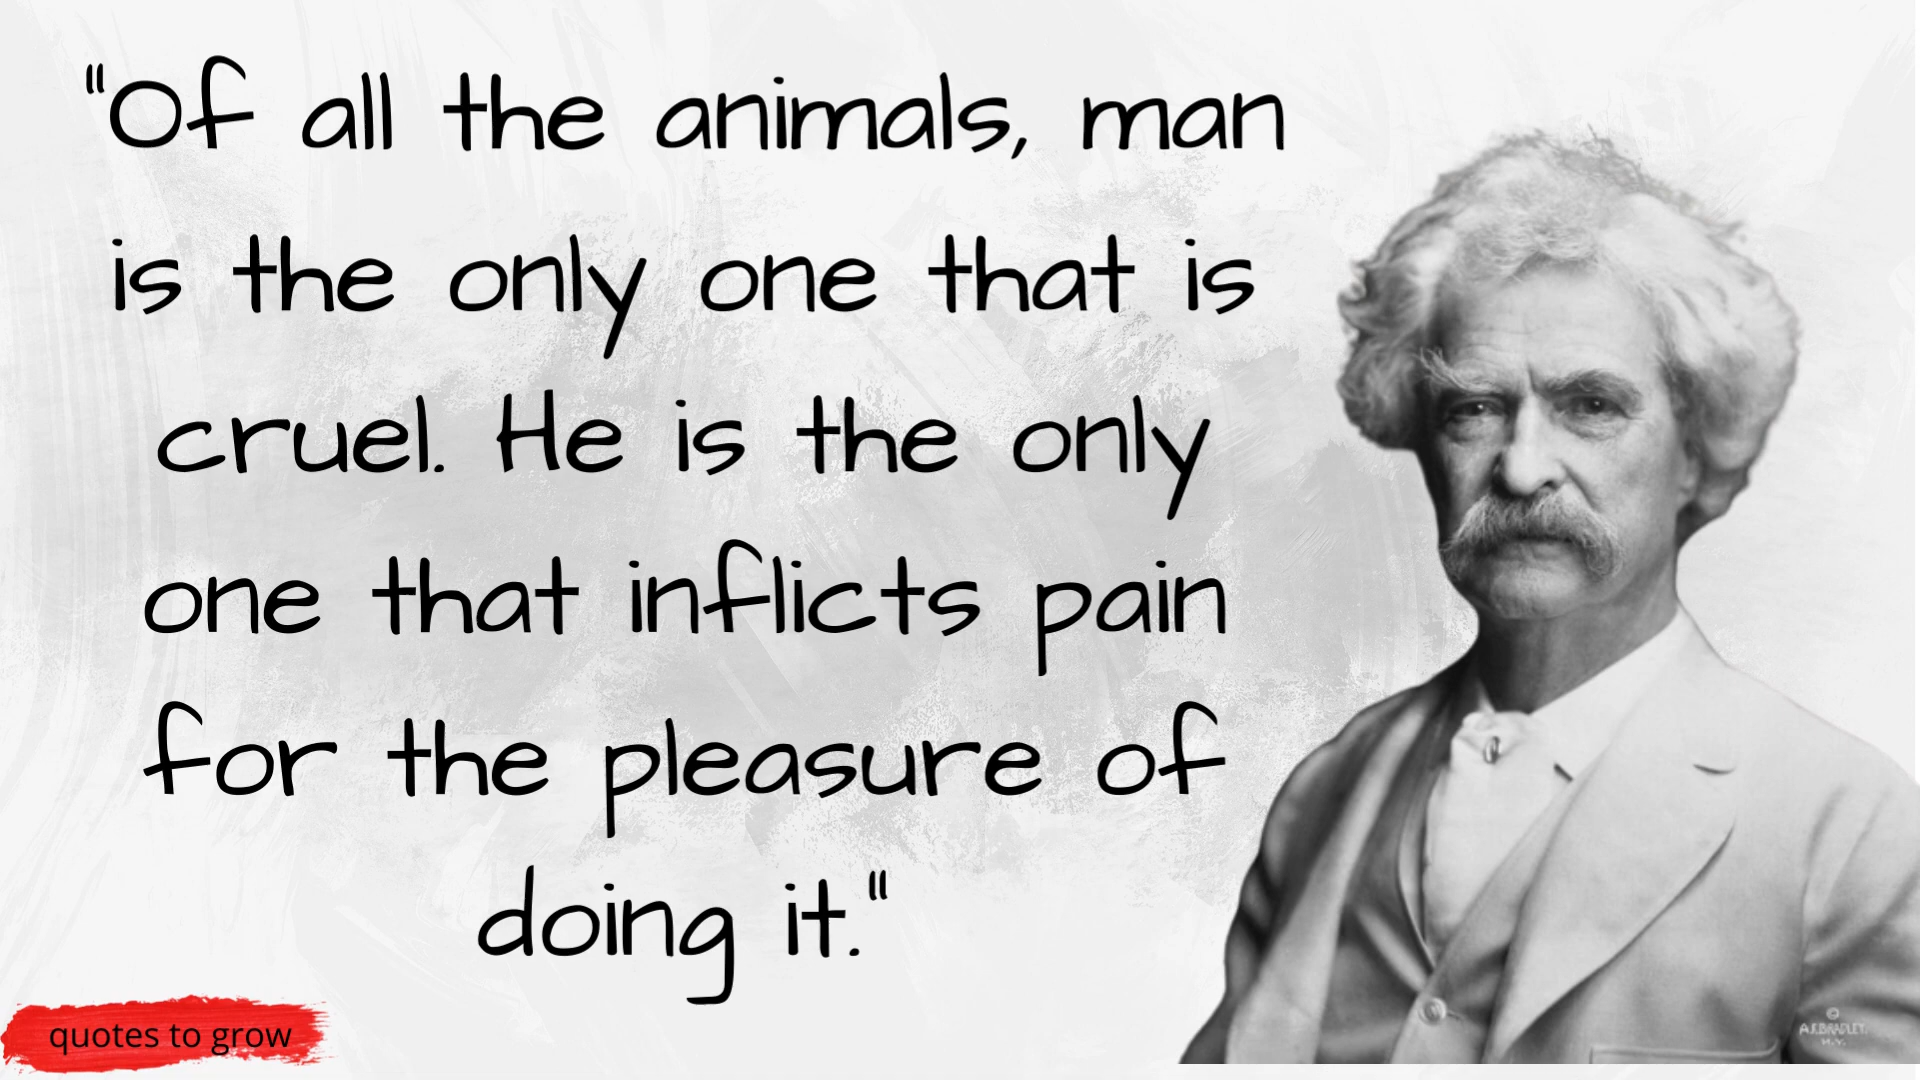 "Of all the animals, man
is the only one that is
cruel. He is the only
one that inflicts pain
for the pleasure of
doing it."
quotes to grow
©
A.F.BRADLEY.
N.Y.